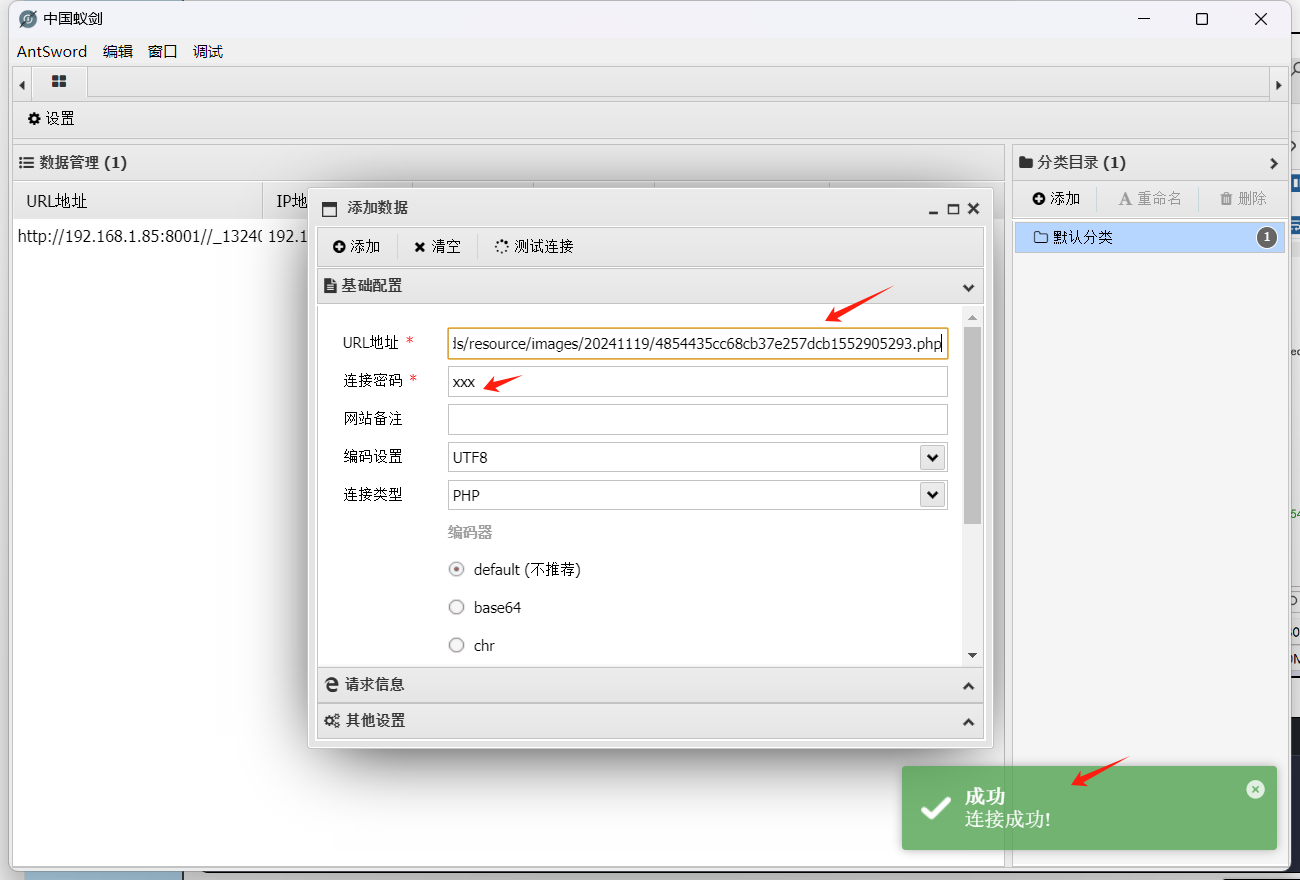 中国蚁剑
AntSword 编辑 窗口 调试
设置
数据管理 (1)
分类目录 (1)
URL地址
IP地
添加 重命名 删除
http://192.168.1.85:8001//_1324 192.1
默认分类 1
添加数据
添加 清空 测试连接
基础配置
URL地址 *
ds/resource/images/20241119/4854435cc68cb37e257dcb1552905293.php
连接密码 *
xxx
网站备注
编码设置
UTF8
连接类型
PHP
编码器
default (不推荐)
base64
chr
请求信息
其他设置
成功
连接成功!